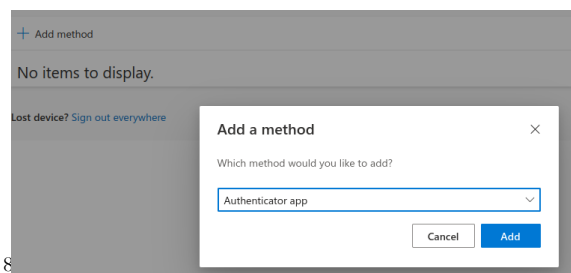 + Add method
No items to display.
Lost device? Sign out everywhere
Add a method
Which method would you like to add?
Authenticator app
Cancel Add
8